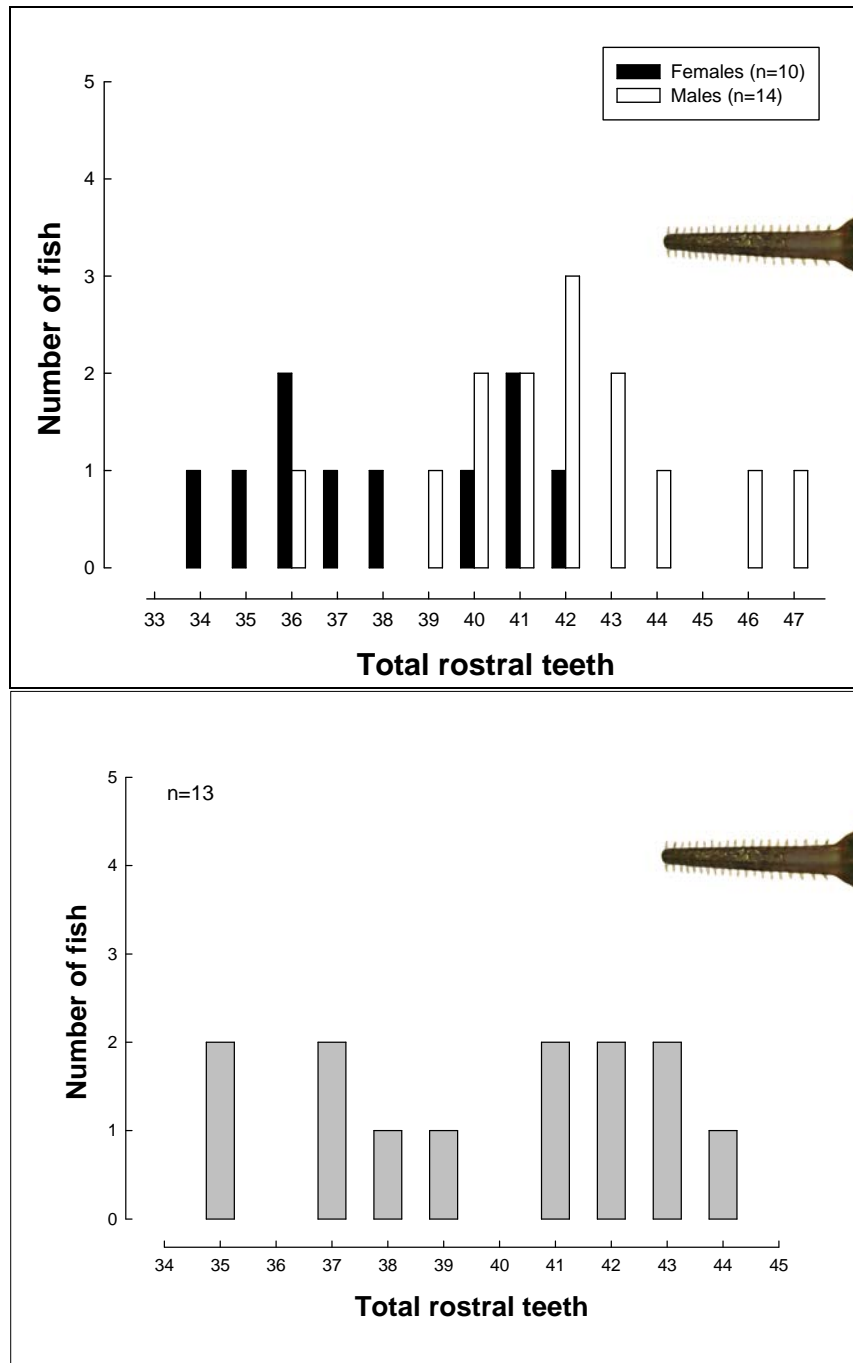 5
4
3
2
1
0
Number of fish
Females (n=10)
Males (n=14)
33 34 35 36 37 38 39 40 41 42 43 44 45 46 47
Total rostral teeth
5
4
3
2
1
0
Number of fish
n=13
34 35 36 37 38 39 40 41 42 43 44 45
Total rostral teeth